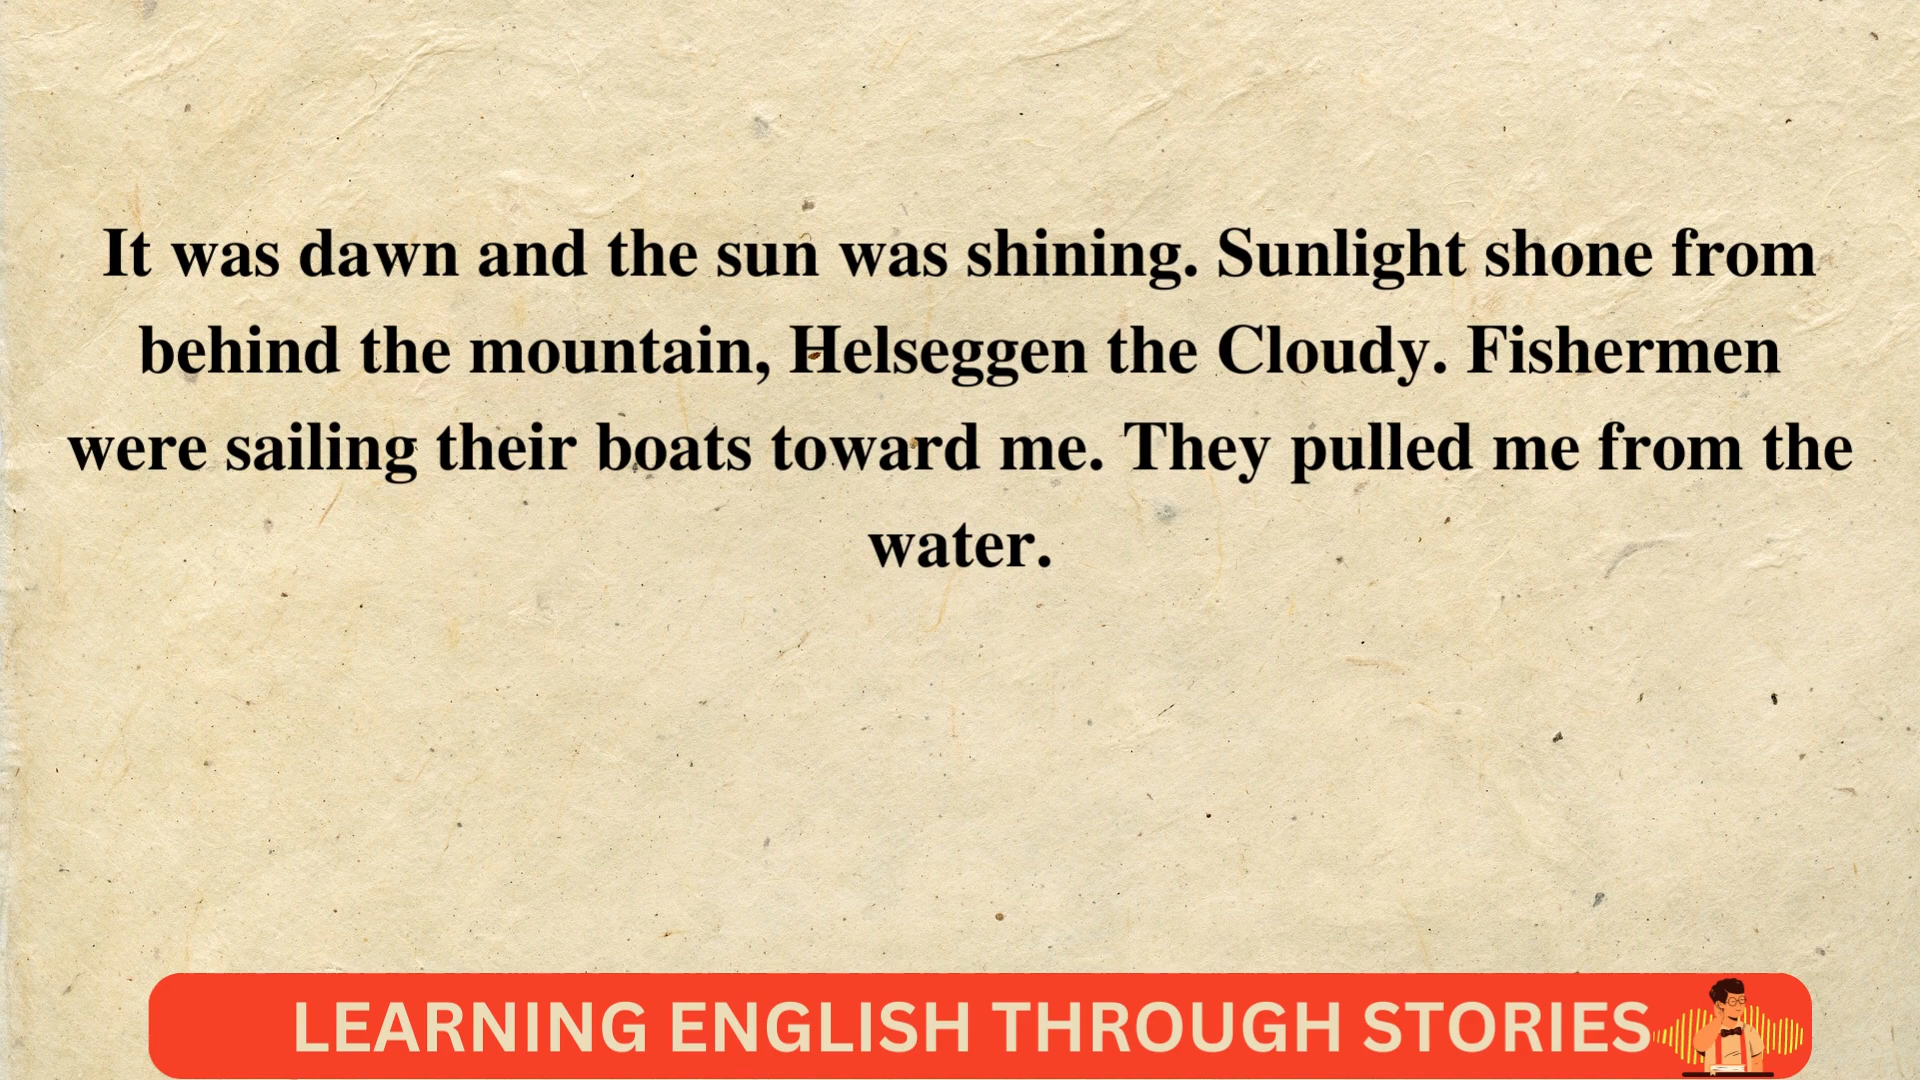 It was dawn and the sun was shining. Sunlight shone from
behind the mountain, Helseggen the Cloudy. Fishermen
were sailing their boats toward me. They pulled me from the
water.
LEARNING ENGLISH THROUGH STORIES